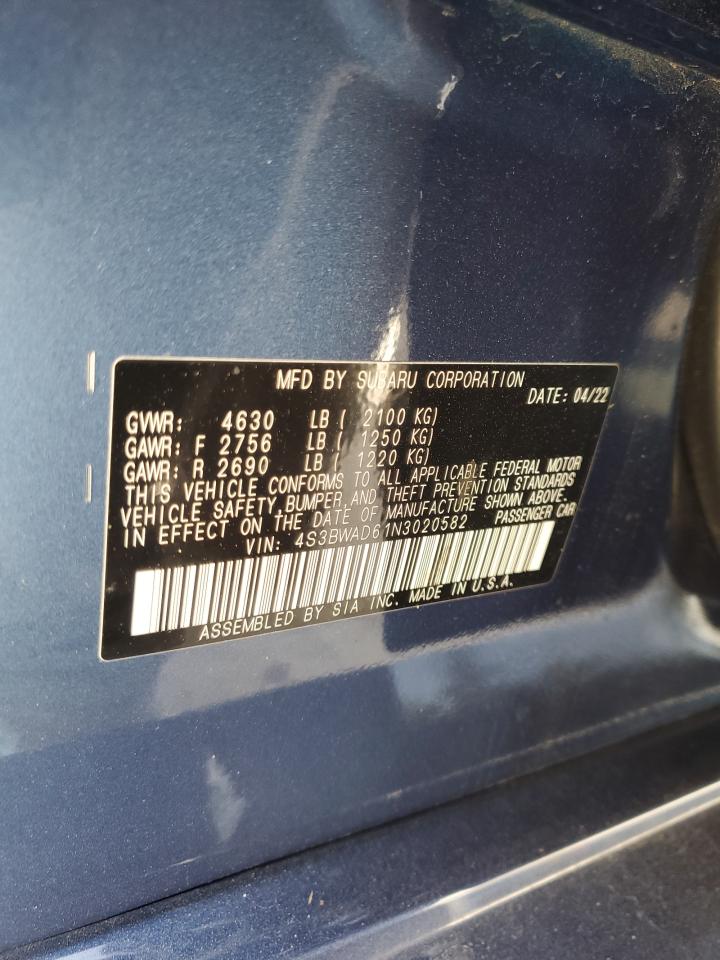 MFD BY SUBARU CORPORATION
DATE: 04/22
GVWR: 4630 LB ( 2100 KG)
GAWR: F 2756 LB ( 1250 KG)
GAWR: R 2690 LB ( 1220 KG)
THIS VEHICLE CONFORMS TO ALL APPLICABLE FEDERAL MOTOR
VEHICLE SAFETY, BUMPER, AND THEFT PREVENTION STANDARDS
IN EFFECT ON THE DATE OF MANUFACTURE SHOWN ABOVE.
VIN: 4S3BWAD61N3020582 PASSENGER CAR
ASSEMBLED BY SIA INC. MADE IN U.S.A.